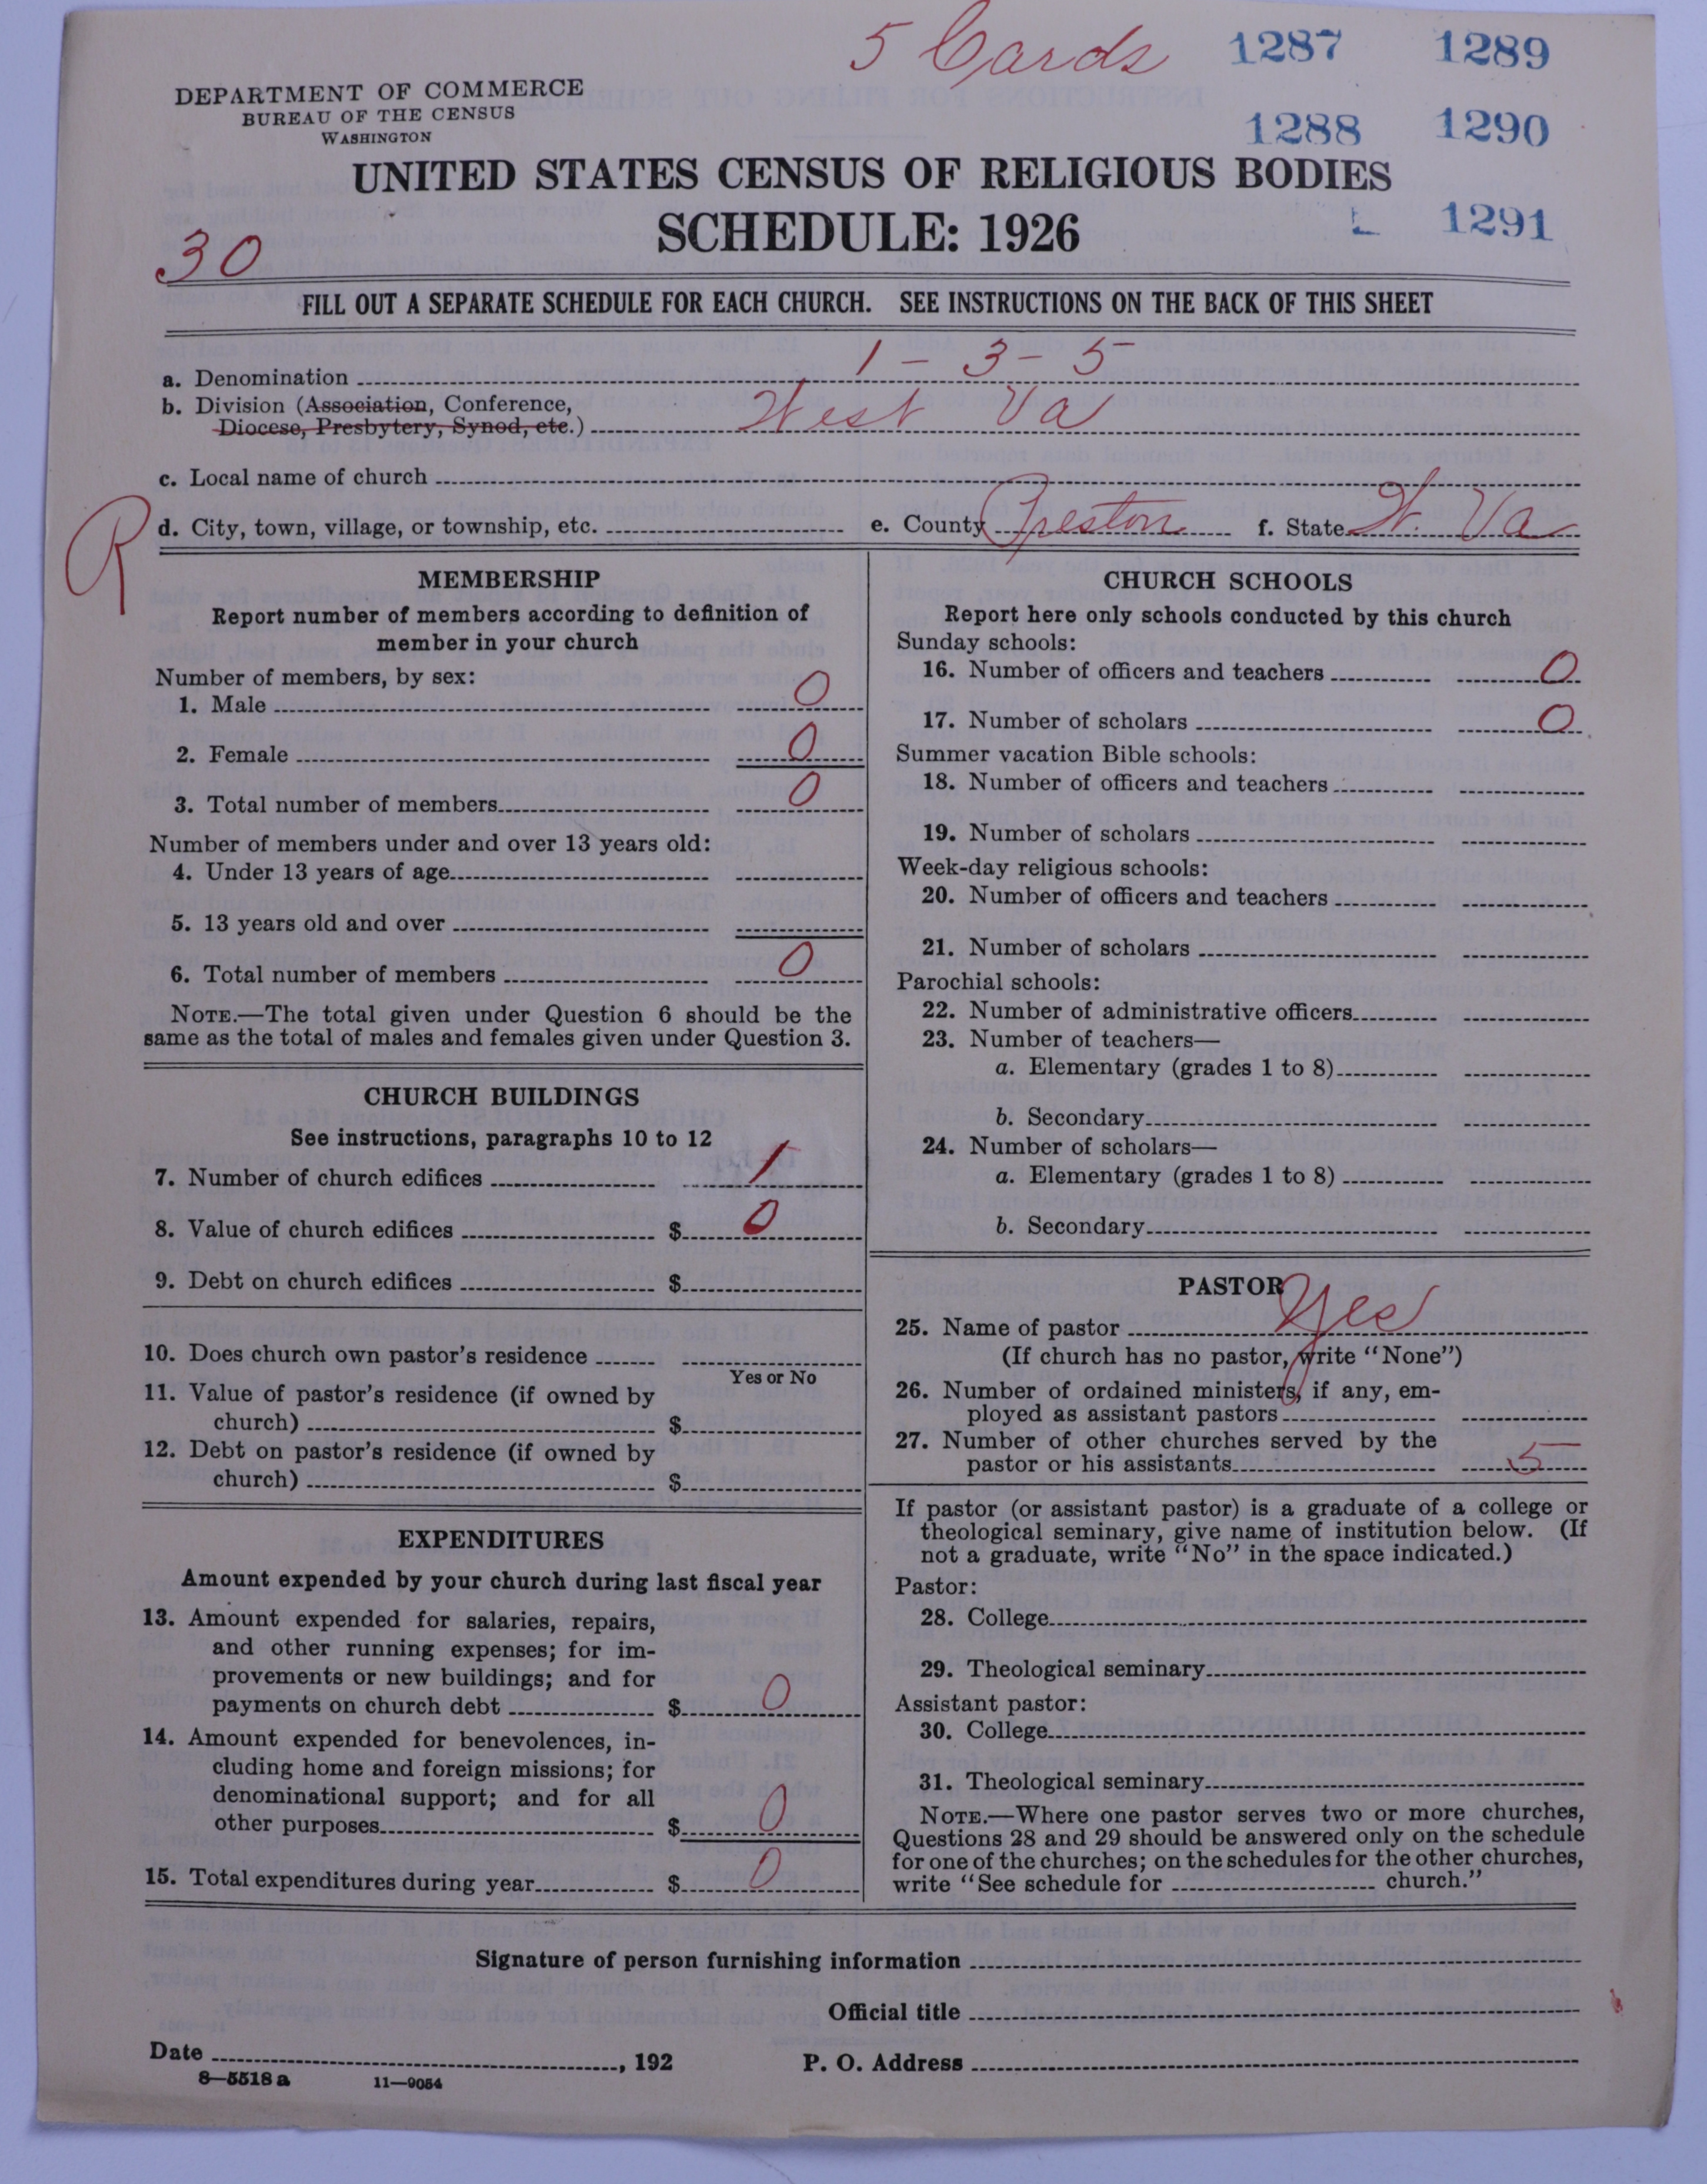 5 Cards
1287 1289
DEPARTMENT OF COMMERCE
BUREAU OF THE CENSUS
WASHINGTON
1288 1290
UNITED STATES CENSUS OF RELIGIOUS BODIES
SCHEDULE: 1926
L 1291
30
FILL OUT A SEPARATE SCHEDULE FOR EACH CHURCH. SEE INSTRUCTIONS ON THE BACK OF THIS SHEET
a. Denomination 1 - 3 - 5
b. Division (Association, Conference,
Diocese, Presbytery, Synod, etc.) West Va
c. Local name of church
R
d. City, town, village, or township, etc. e. County Preston f. State W. Va
MEMBERSHIP
Report number of members according to definition of
member in your church
Number of members, by sex:
1. Male 0
2. Female 0
3. Total number of members 0
Number of members under and over 13 years old:
4. Under 13 years of age
5. 13 years old and over
6. Total number of members 0
NOTE.—The total given under Question 6 should be the
same as the total of males and females given under Question 3.
CHURCH BUILDINGS
See instructions, paragraphs 10 to 12
7. Number of church edifices 1
8. Value of church edifices $ 0
9. Debt on church edifices $
10. Does church own pastor's residence
Yes or No
11. Value of pastor's residence (if owned by
church) $
12. Debt on pastor's residence (if owned by
church) $
EXPENDITURES
Amount expended by your church during last fiscal year
13. Amount expended for salaries, repairs,
and other running expenses; for im-
provements or new buildings; and for
payments on church debt $ 0
14. Amount expended for benevolences, in-
cluding home and foreign missions; for
denominational support; and for all
other purposes $ 0
15. Total expenditures during year $ 0
CHURCH SCHOOLS
Report here only schools conducted by this church
Sunday schools:
16. Number of officers and teachers 0
17. Number of scholars 0
Summer vacation Bible schools:
18. Number of officers and teachers
19. Number of scholars
Week-day religious schools:
20. Number of officers and teachers
21. Number of scholars
Parochial schools:
22. Number of administrative officers
23. Number of teachers—
a. Elementary (grades 1 to 8)
b. Secondary
24. Number of scholars—
a. Elementary (grades 1 to 8)
b. Secondary
PASTOR
25. Name of pastor Yes
(If church has no pastor, write "None")
26. Number of ordained ministers, if any, em-
ployed as assistant pastors
27. Number of other churches served by the
pastor or his assistants 5
If pastor (or assistant pastor) is a graduate of a college or
theological seminary, give name of institution below. (If
not a graduate, write "No" in the space indicated.)
Pastor:
28. College
29. Theological seminary
Assistant pastor:
30. College
31. Theological seminary
NOTE.—Where one pastor serves two or more churches,
Questions 28 and 29 should be answered only on the schedule
for one of the churches; on the schedules for the other churches,
write "See schedule for church."
Signature of person furnishing information
Official title
Date , 192 P. O. Address
8—5518 a 11—9054